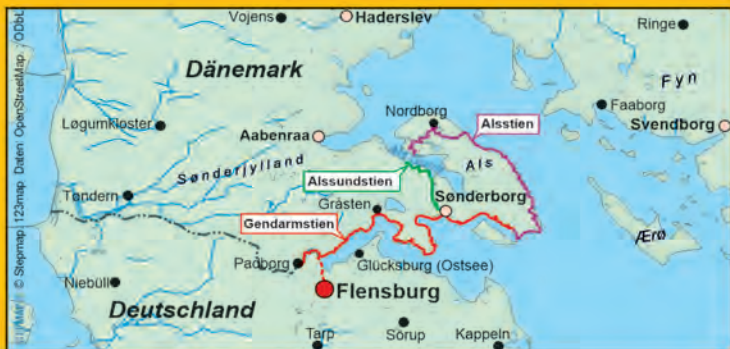 Vojens
Haderslev
Ringe
Dänemark
Fyn
Nordborg
Faaborg
Løgumkloster
Alsstien
Svendborg
Aabenraa
Sønderjylland
Als
Alssundstien
Tøndern
Sønderborg
Gråsten
Gendarmstien
Ærø
Padborg
Glücksburg (Ostsee)
Niebüll
Flensburg
Deutschland
Tarp
Sörup
Kappeln
© Stepmap, 123map Daten: OpenStreetMap, ODbL